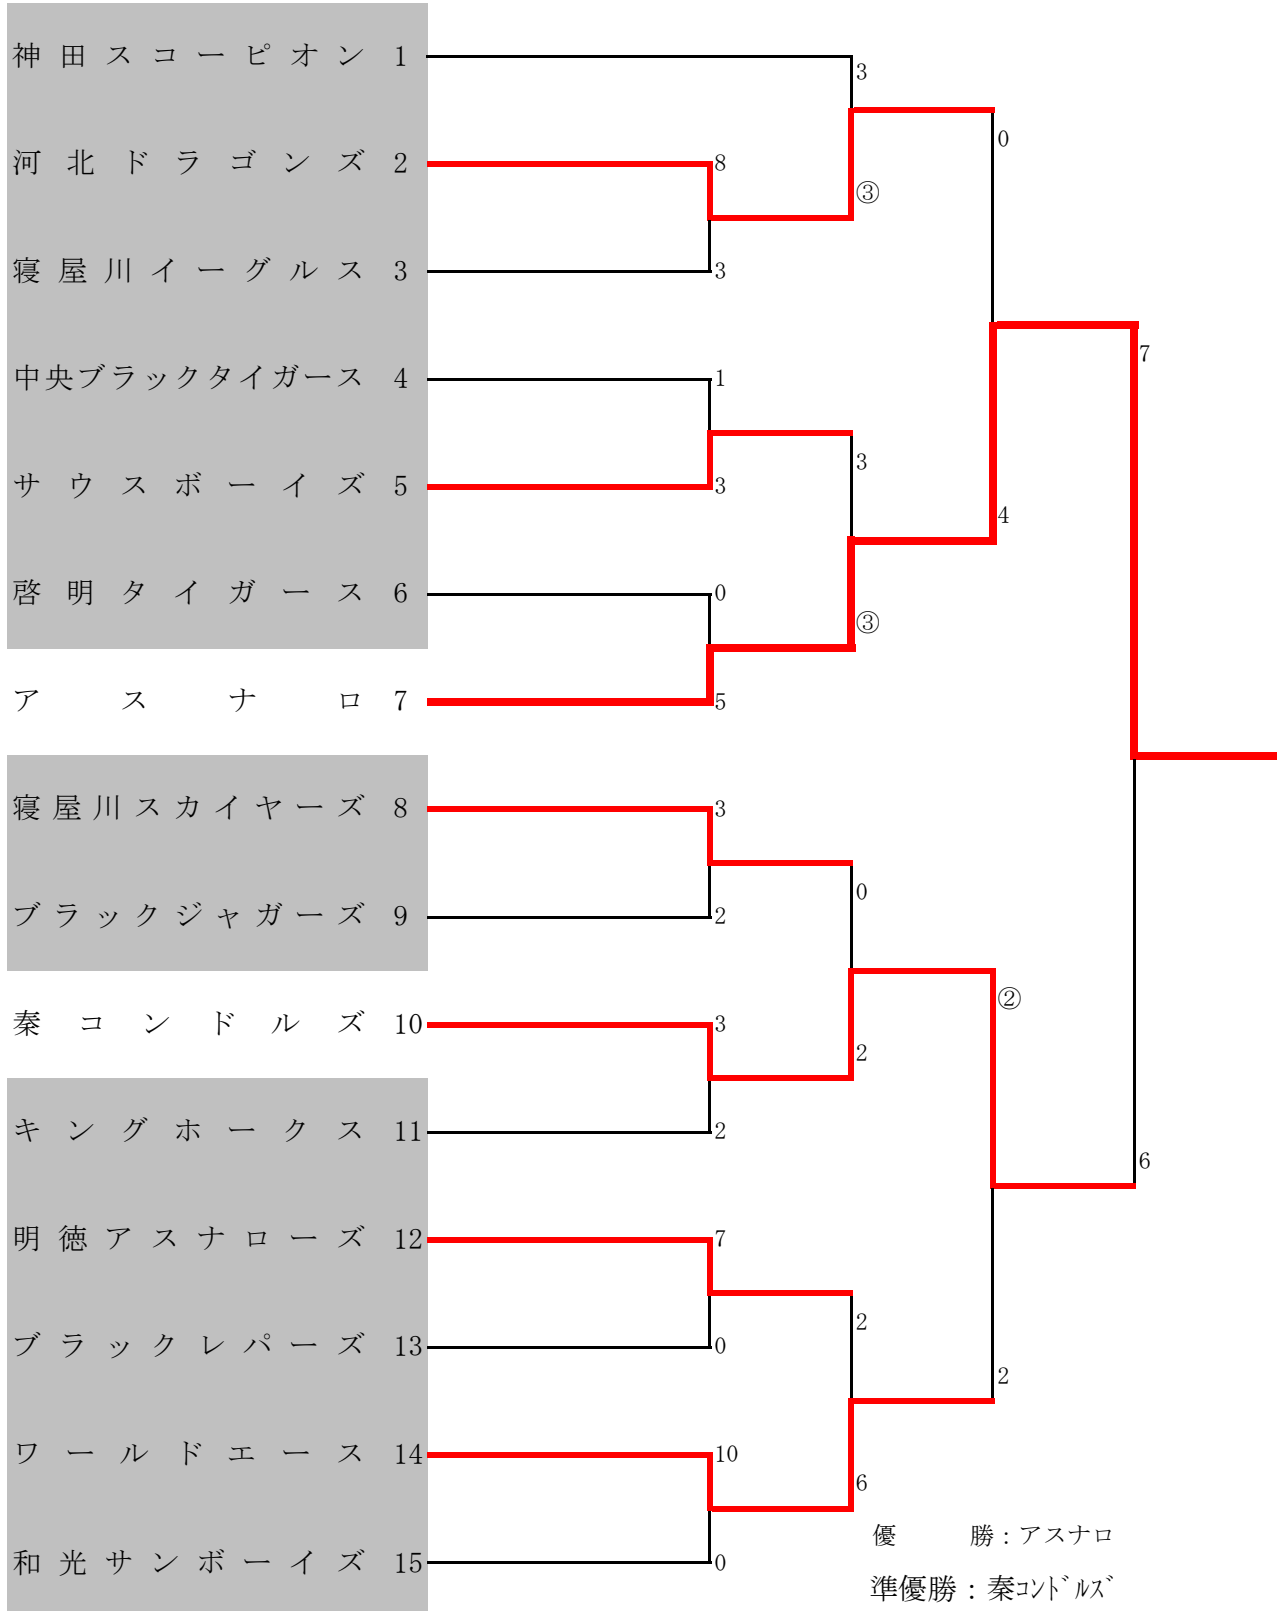 神田スコーピオン 1
3
0
河北ドラゴンズ 2
8
③
寝屋川イーグルス 3
3
7
中央ブラックタイガース 4
1
3
サウスボーイズ 5
3
4
啓明タイガース 6
0
③
アスナロ 7
5
寝屋川スカイヤーズ 8
3
0
ブラックジャガーズ 9
2
②
秦コンドルズ 10
3
2
キングホークス 11
2
6
明徳アスナローズ 12
7
2
ブラックレパーズ 13
0
2
ワールドエース 14
10
6
優勝：アスナロ
和光サンボーイズ 15
0
準優勝：秦ｺﾝﾄﾞﾙｽﾞ